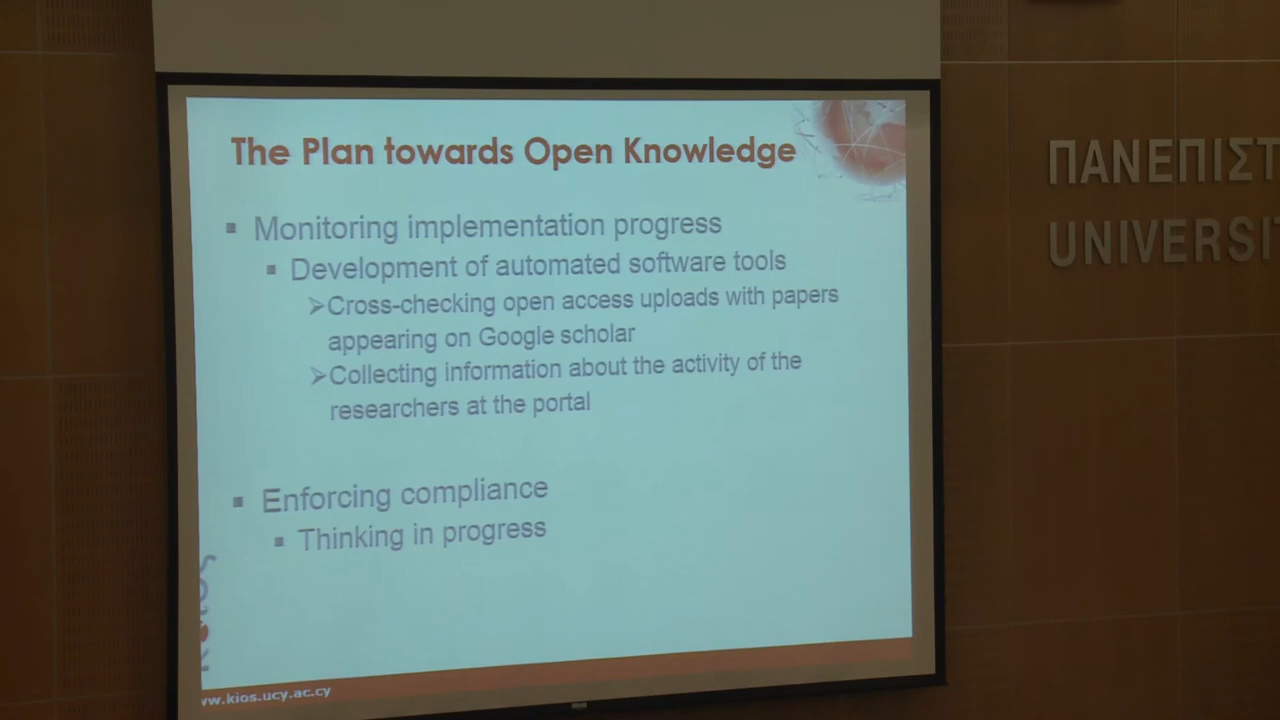 The Plan towards Open Knowledge
▪ Monitoring implementation progress
▪ Development of automated software tools
➢Cross-checking open access uploads with papers
appearing on Google scholar
➢Collecting information about the activity of the
researchers at the portal
▪ Enforcing compliance
▪ Thinking in progress
www.kios.ucy.ac.cy
ΠΑΝΕΠΙΣΤ
UNIVERSI